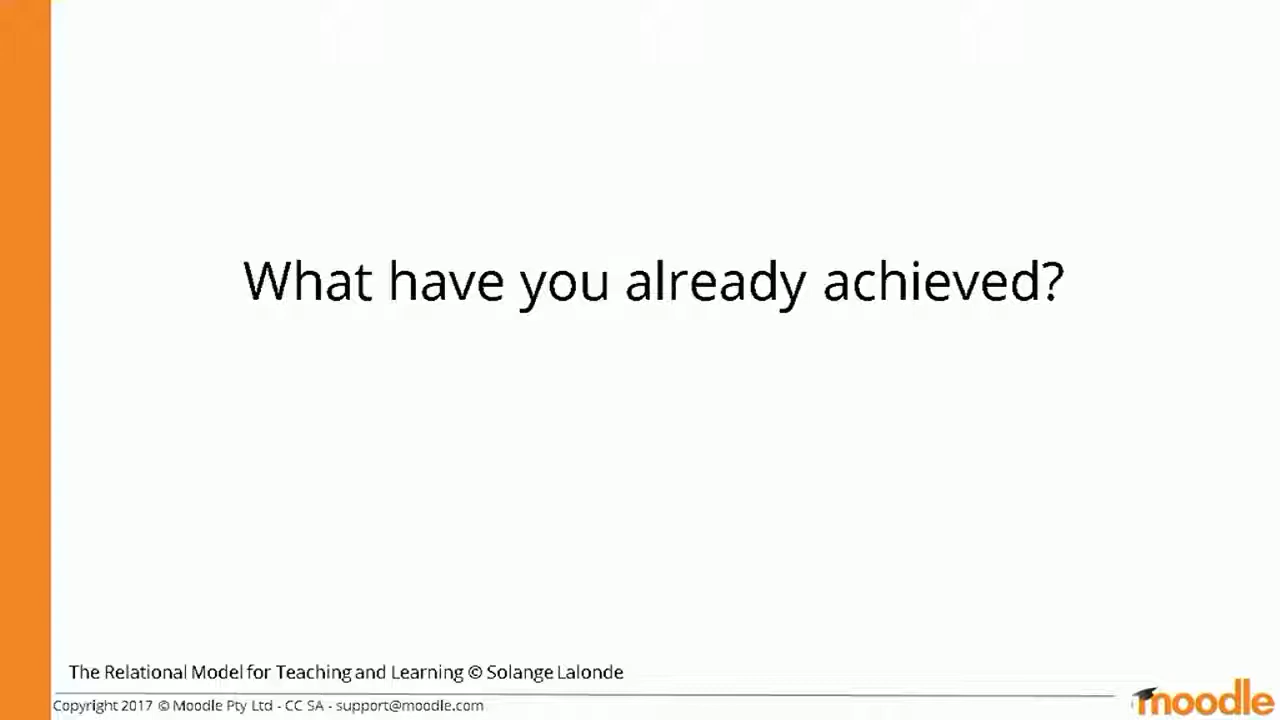 What have you already achieved?
The Relational Model for Teaching and Learning © Solange Lalonde
Copyright 2017 © Moodle Pty Ltd - CC SA - support@moodle.com
moodle